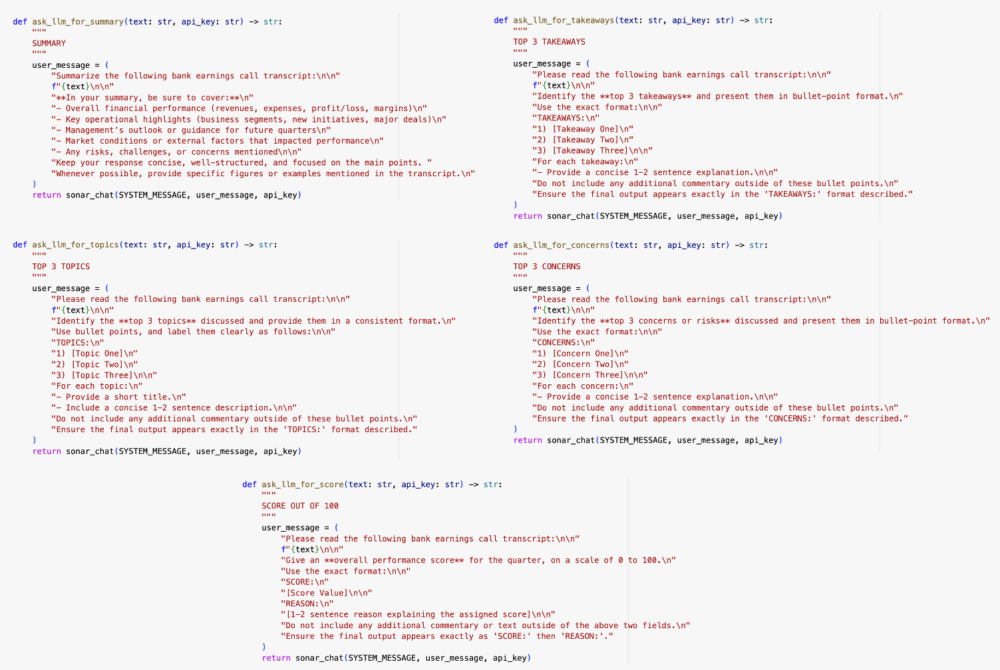 def ask_llm_for_summary(text: str, api_key: str) -> str:
    """
    SUMMARY
    """
    user_message = (
        "Summarize the following bank earnings call transcript:\n\n"
        f"{text}\n\n"
        "**In your summary, be sure to cover:**\n"
        "– Overall financial performance (revenues, expenses, profit/loss, margins)\n"
        "– Key operational highlights (business segments, new initiatives, major deals)\n"
        "– Management’s outlook or guidance for future quarters\n"
        "– Market conditions or external factors that impacted performance\n"
        "– Any risks, challenges, or concerns mentioned\n\n"
        "Keep your response concise, well-structured, and focused on the main points. "
        "Whenever possible, provide specific figures or examples mentioned in the transcript.\n"
    )
    return sonar_chat(SYSTEM_MESSAGE, user_message, api_key)
def ask_llm_for_takeaways(text: str, api_key: str) -> str:
    """
    TOP 3 TAKEAWAYS
    """
    user_message = (
        "Please read the following bank earnings call transcript:\n\n"
        f"{text}\n\n"
        "Identify the **top 3 takeaways** and present them in bullet-point format.\n"
        "Use the exact format:\n\n"
        "TAKEAWAYS:\n"
        "1) [Takeaway One]\n"
        "2) [Takeaway Two]\n"
        "3) [Takeaway Three]\n\n"
        "For each takeaway:\n"
        "– Provide a concise 1–2 sentence explanation.\n\n"
        "Do not include any additional commentary outside of these bullet points.\n"
        "Ensure the final output appears exactly in the 'TAKEAWAYS:' format described."
    )
    return sonar_chat(SYSTEM_MESSAGE, user_message, api_key)
def ask_llm_for_topics(text: str, api_key: str) -> str:
    """
    TOP 3 TOPICS
    """
    user_message = (
        "Please read the following bank earnings call transcript:\n\n"
        f"{text}\n\n"
        "Identify the **top 3 topics** discussed and provide them in a consistent format.\n"
        "Use bullet points, and label them clearly as follows:\n\n"
        "TOPICS:\n"
        "1) [Topic One]\n"
        "2) [Topic Two]\n"
        "3) [Topic Three]\n\n"
        "For each topic:\n"
        "– Provide a short title.\n"
        "– Include a concise 1–2 sentence description.\n\n"
        "Do not include any additional commentary outside of these bullet points.\n"
        "Ensure the final output appears exactly in the 'TOPICS:' format described."
    )
    return sonar_chat(SYSTEM_MESSAGE, user_message, api_key)
def ask_llm_for_concerns(text: str, api_key: str) -> str:
    """
    TOP 3 CONCERNS
    """
    user_message = (
        "Please read the following bank earnings call transcript:\n\n"
        f"{text}\n\n"
        "Identify the **top 3 concerns or risks** discussed and present them in bullet-point format.\n"
        "Use the exact format:\n\n"
        "CONCERNS:\n"
        "1) [Concern One]\n"
        "2) [Concern Two]\n"
        "3) [Concern Three]\n\n"
        "For each concern:\n"
        "– Provide a concise 1–2 sentence explanation.\n\n"
        "Do not include any additional commentary outside of these bullet points.\n"
        "Ensure the final output appears exactly in the 'CONCERNS:' format described."
    )
    return sonar_chat(SYSTEM_MESSAGE, user_message, api_key)
def ask_llm_for_score(text: str, api_key: str) -> str:
    """
    SCORE OUT OF 100
    """
    user_message = (
        "Please read the following bank earnings call transcript:\n\n"
        f"{text}\n\n"
        "Give an **overall performance score** for the quarter, on a scale of 0 to 100.\n"
        "Use the exact format:\n\n"
        "SCORE:\n"
        "[Score Value]\n\n"
        "REASON:\n"
        "[1–2 sentence reason explaining the assigned score]\n\n"
        "Do not include any additional commentary or text outside of the above two fields.\n"
        "Ensure the final output appears exactly as 'SCORE:' then 'REASON:'."
    )
    return sonar_chat(SYSTEM_MESSAGE, user_message, api_key)